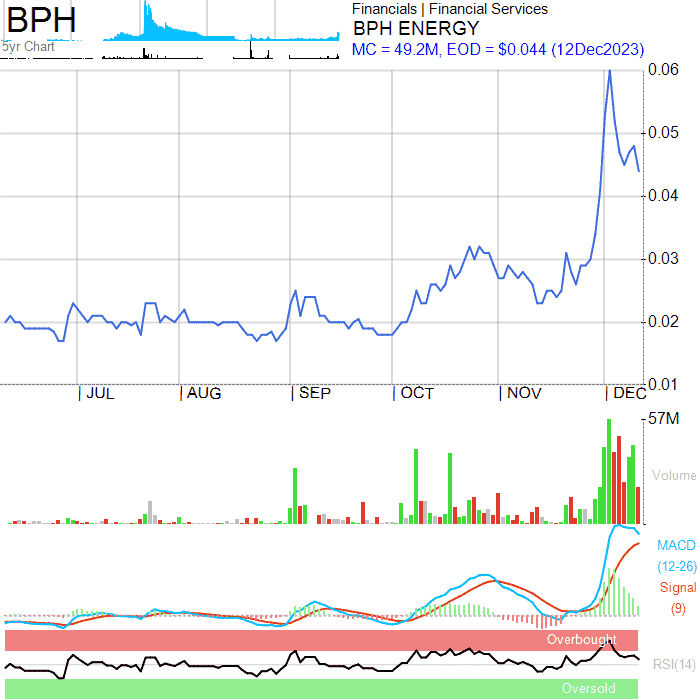 BPH
5yr Chart
Financials | Financial Services
BPH ENERGY
MC = 49.2M, EOD = $0.044 (12Dec2023)
0.06
0.05
0.04
0.03
0.02
0.01
| JUL | AUG | SEP | OCT | NOV | DEC
57M
Volume
MACD
(12-26)
Signal
(9)
Overbought
RSI(14)
Oversold